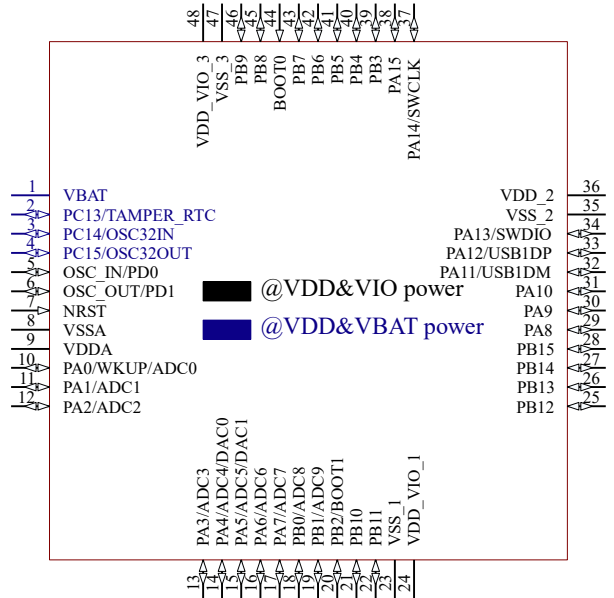 48 47 46 45 44 43 42 41 40 39 38 37
VDD_VIO_3
VSS_3
PB9
PB8
BOOT0
PB7
PB6
PB5
PB4
PB3
PA15
PA14/SWCLK
1 VBAT
2 PC13/TAMPER_RTC
3 PC14/OSC32IN
4 PC15/OSC32OUT
5 OSC_IN/PD0
6 OSC_OUT/PD1
7 NRST
8 VSSA
9 VDDA
10 PA0/WKUP/ADC0
11 PA1/ADC1
12 PA2/ADC2
@VDD&VIO power
@VDD&VBAT power
VDD_2 36
VSS_2 35
PA13/SWDIO 34
PA12/USB1DP 33
PA11/USB1DM 32
PA10 31
PA9 30
PA8 29
PB15 28
PB14 27
PB13 26
PB12 25
PA3/ADC3
PA4/ADC4/DAC0
PA5/ADC5/DAC1
PA6/ADC6
PA7/ADC7
PB0/ADC8
PB1/ADC9
PB2/BOOT1
PB10
PB11
VSS_1
VDD_VIO_1
13 14 15 16 17 18 19 20 21 22 23 24